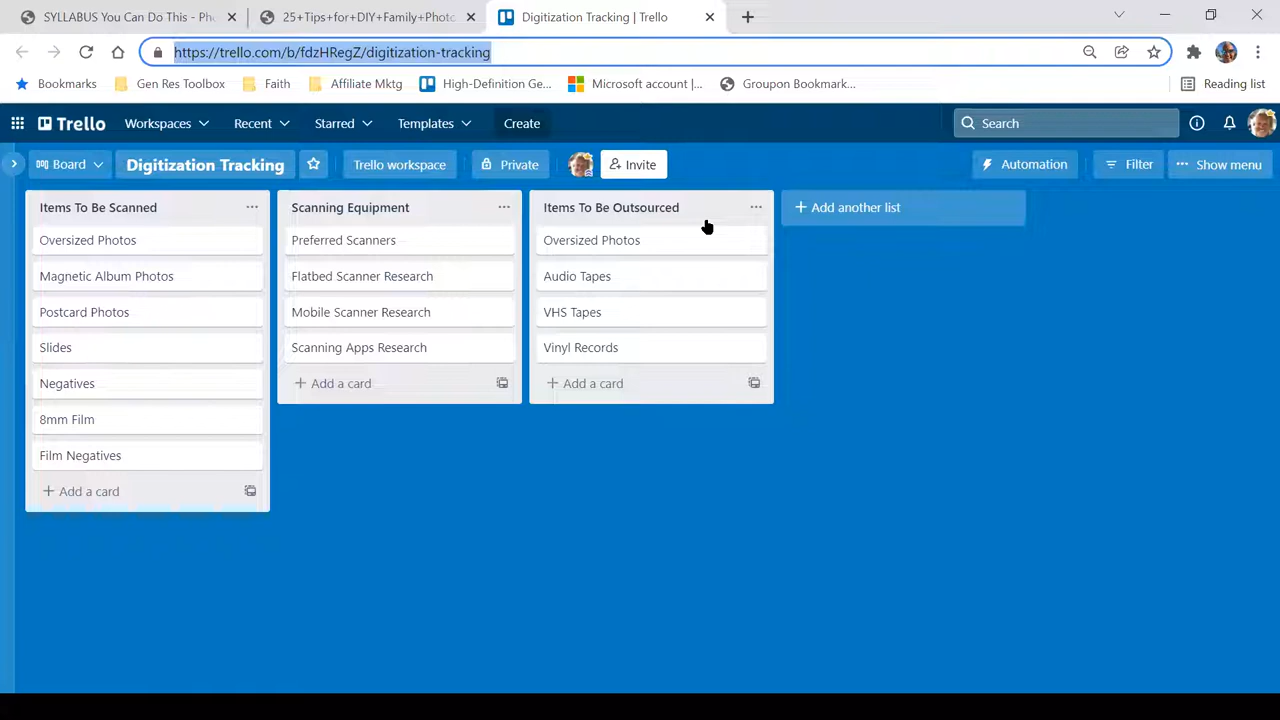 SYLLABUS You Can Do This - Ph
25+Tips+for+DIY+Family+Photo
Digitization Tracking | Trello
https://trello.com/b/fdzHRegZ/digitization-tracking
Bookmarks
Gen Res Toolbox
Faith
Affiliate Mktg
High-Definition Ge...
Microsoft account |...
Groupon Bookmark...
Reading list
Trello
Workspaces
Recent
Starred
Templates
Create
Search
Board
Digitization Tracking
Trello workspace
Private
Invite
Automation
Filter
Show menu
Items To Be Scanned
Oversized Photos
Magnetic Album Photos
Postcard Photos
Slides
Negatives
8mm Film
Film Negatives
+ Add a card
Scanning Equipment
Preferred Scanners
Flatbed Scanner Research
Mobile Scanner Research
Scanning Apps Research
+ Add a card
Items To Be Outsourced
Oversized Photos
Audio Tapes
VHS Tapes
Vinyl Records
+ Add a card
+ Add another list